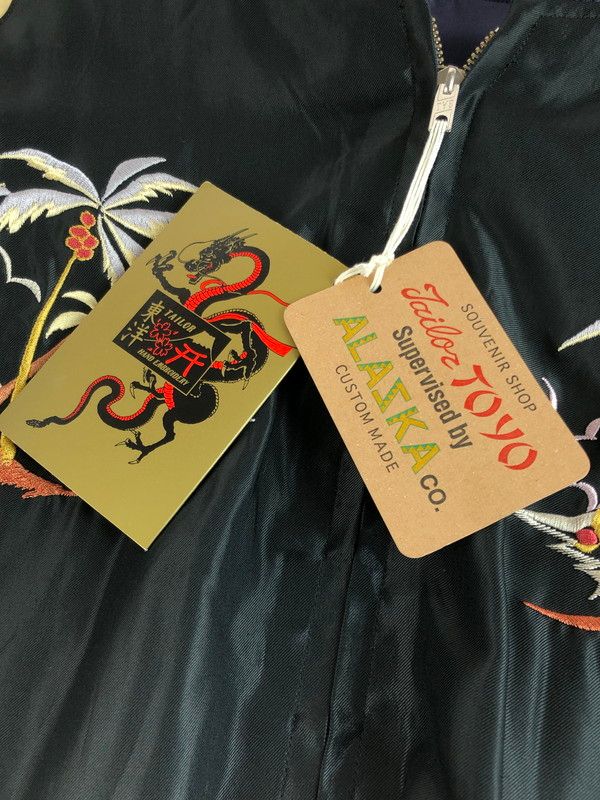 TAILOR
東洋
HAND EMBROIDERY
SOUVENIR SHOP
Tailor TOYO
Supervised by
ALASKA CO.
CUSTOM MADE